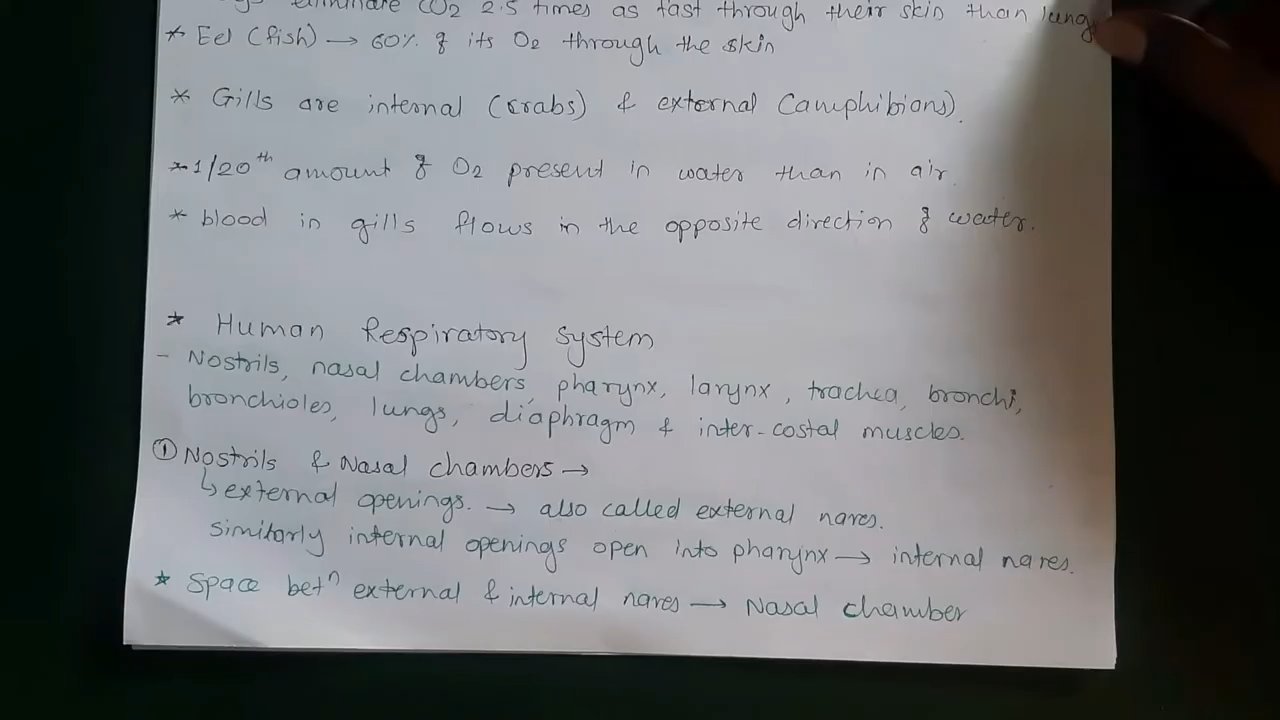 eliminate CO2 2.5 times as fast through their skin than lung
* Eel (fish) → 60% of its O2 through the skin
* Gills are internal (crabs) & external (amphibians).
* 1/20th amount of O2 present in water than in air.
* blood in gills flows in the opposite direction of water.
* Human Respiratory system
- Nostrils, nasal chambers, pharynx, larynx, trachea, bronchi,
bronchioles, lungs, diaphragm & inter-costal muscles.
① Nostrils & Nasal chambers →
↳ external openings. → also called external nares.
similarly internal openings open into pharynx → internal nares.
* Space betn external & internal nares → Nasal chamber